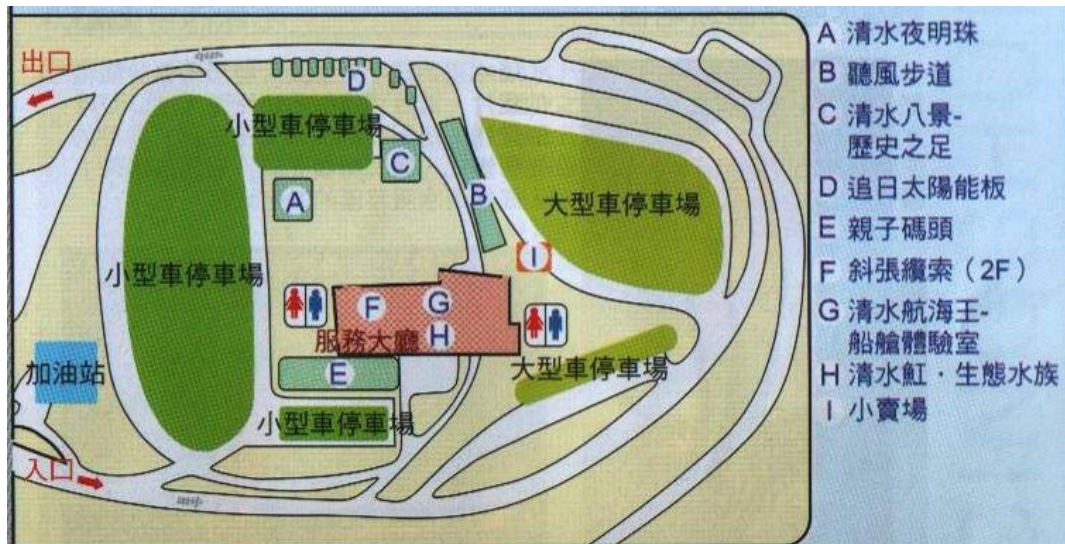 出口
小型車停車場
D
C
A
B
大型車停車場
I
小型車停車場
F
G
服務大廳
H
加油站
E
大型車停車場
小型車停車場
入口
A 清水夜明珠
B 聽風步道
C 清水八景-
歷史之足
D 追日太陽能板
E 親子碼頭
F 斜張纜索（2F）
G 清水航海王-
船艙體驗室
H 清水魟・生態水族
I 小賣場